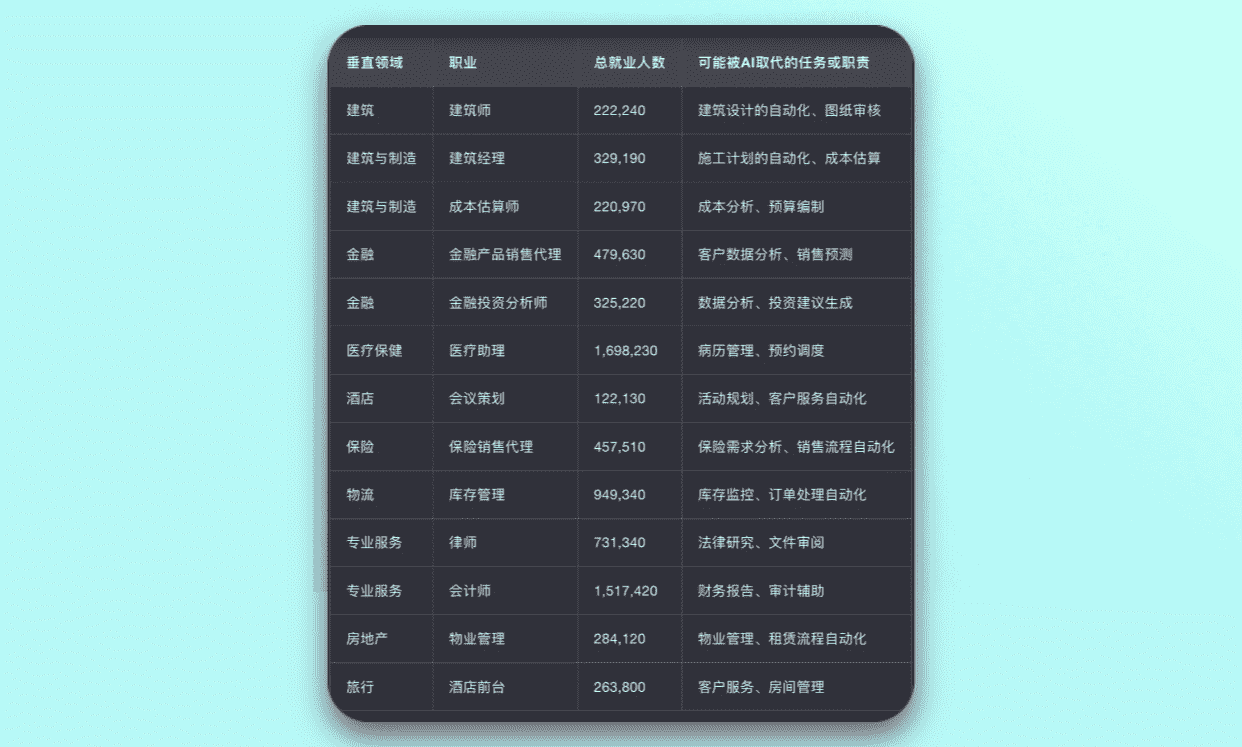 垂直领域 职业 总就业人数 可能被AI取代的任务或职责
建筑 建筑师 222,240 建筑设计的自动化、图纸审核
建筑与制造 建筑经理 329,190 施工计划的自动化、成本估算
建筑与制造 成本估算师 220,970 成本分析、预算编制
金融 金融产品销售代理 479,630 客户数据分析、销售预测
金融 金融投资分析师 325,220 数据分析、投资建议生成
医疗保健 医疗助理 1,698,230 病历管理、预约调度
酒店 会议策划 122,130 活动规划、客户服务自动化
保险 保险销售代理 457,510 保险需求分析、销售流程自动化
物流 库存管理 949,340 库存监控、订单处理自动化
专业服务 律师 731,340 法律研究、文件审阅
专业服务 会计师 1,517,420 财务报告、审计辅助
房地产 物业管理 284,120 物业管理、租赁流程自动化
旅行 酒店前台 263,800 客户服务、房间管理